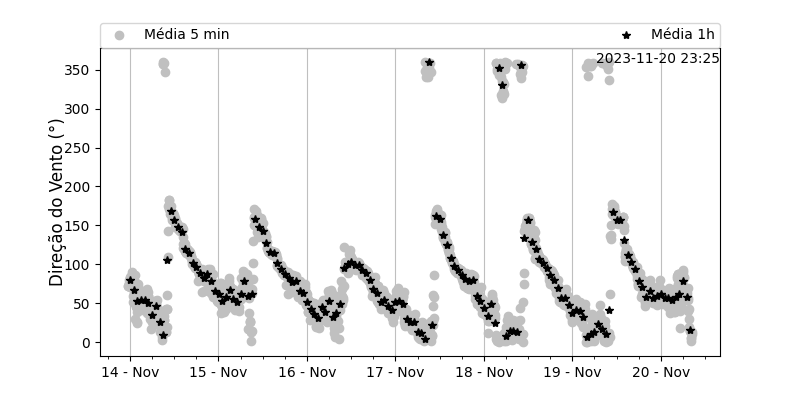 Média 5 min
Média 1h
2023-11-20 23:25
Direção do Vento (°)
350
300
250
200
150
100
50
0
14 - Nov
15 - Nov
16 - Nov
17 - Nov
18 - Nov
19 - Nov
20 - Nov